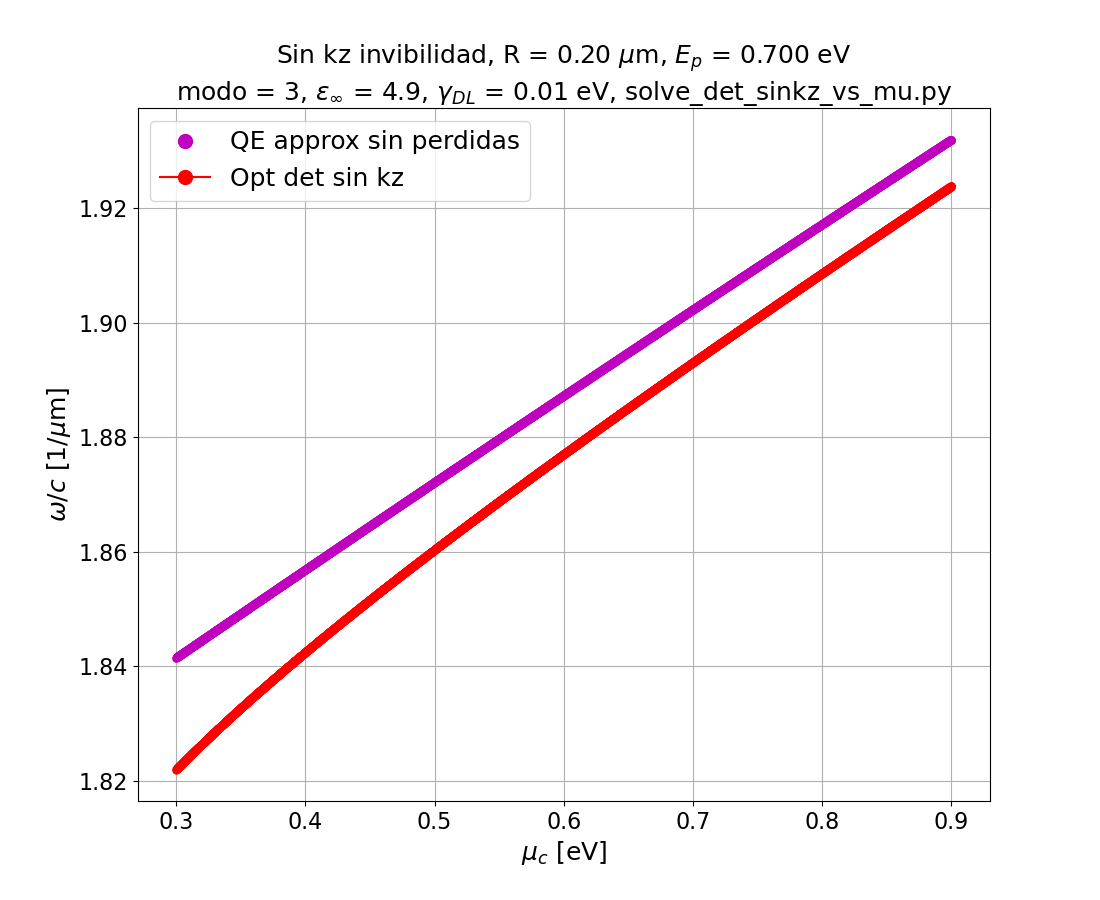 Sin kz invibilidad, R = 0.20 μm, $E_p$ = 0.700 eV
modo = 3, $ε_∞$ = 4.9, $γ_{DL}$ = 0.01 eV, solve_det_sinkz_vs_mu.py
QE approx sin perdidas
Opt det sin kz
1.92
1.90
1.88
1.86
1.84
1.82
ω/c [1/μm]
0.3 0.4 0.5 0.6 0.7 0.8 0.9
$μ_c$ [eV]